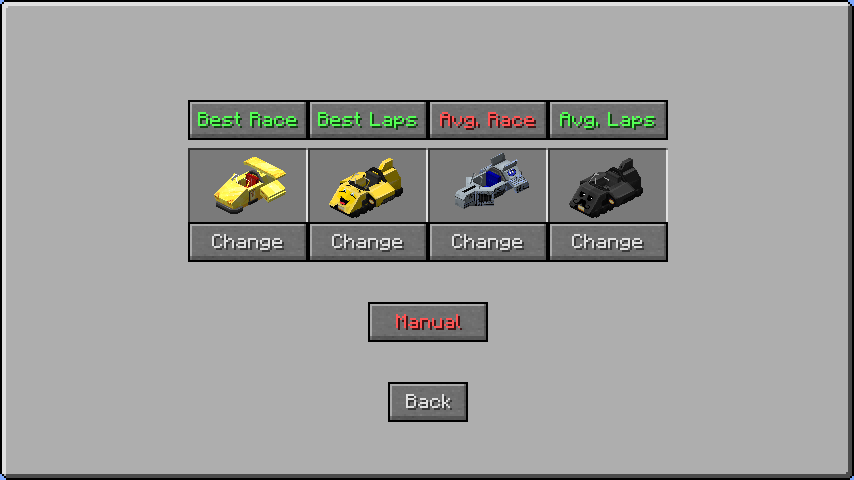 Best Race Best Laps Avg. Race Avg. Laps
Change Change Change Change
Manual
Back